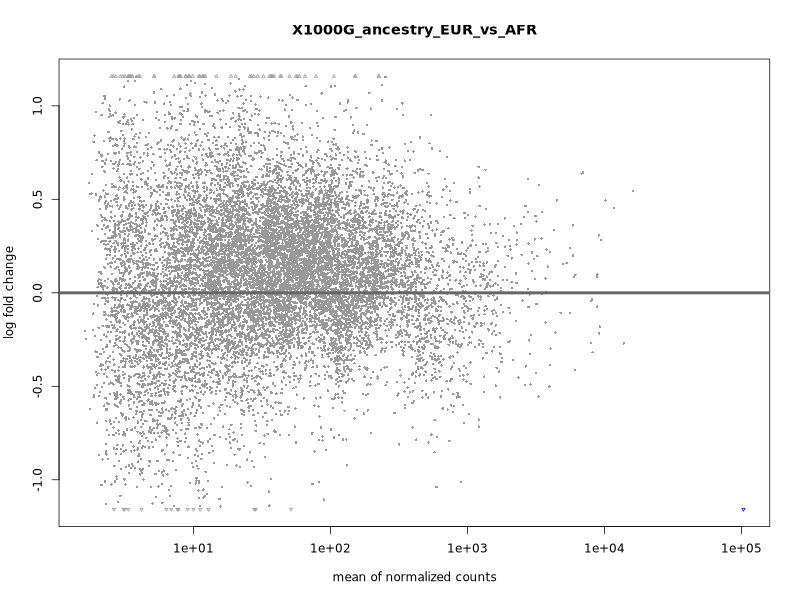 X1000G_ancestry_EUR_vs_AFR
log fold change
1.0
0.5
0.0
-0.5
-1.0
1e+01 1e+02 1e+03 1e+04 1e+05
mean of normalized counts